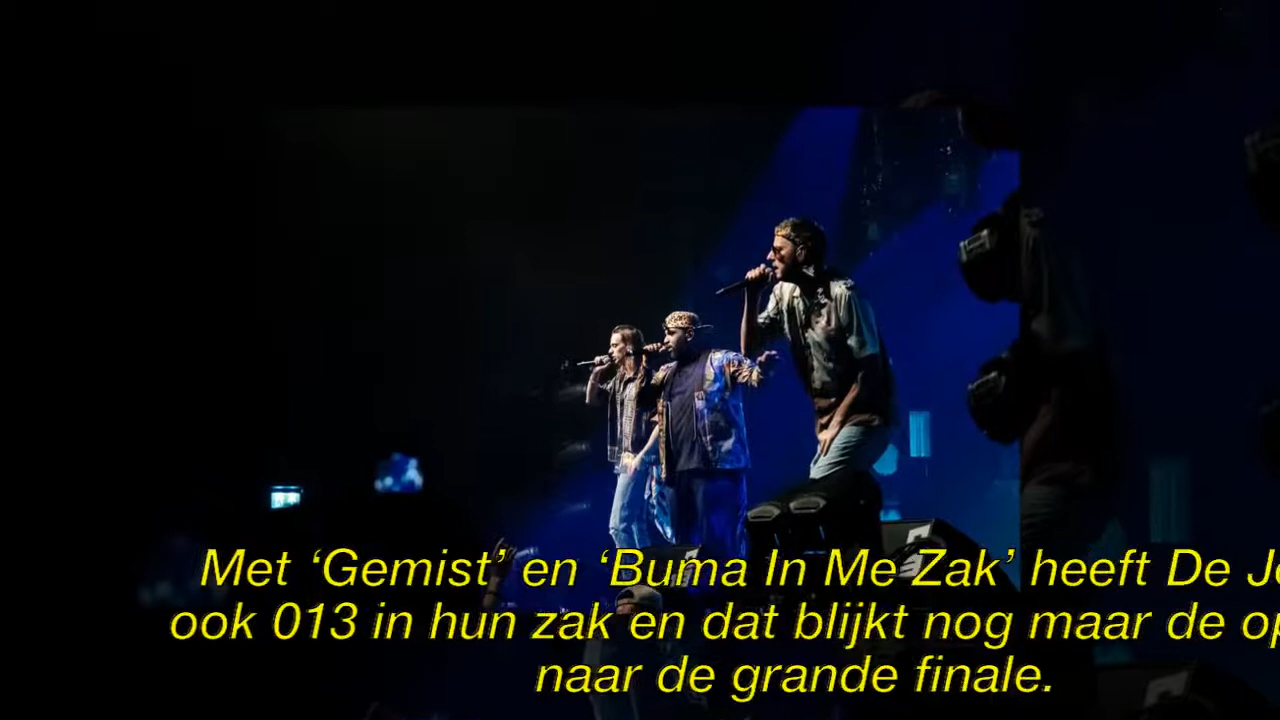 Met ‘Gemist’ en ‘Buma In Me Zak’ heeft De
ook 013 in hun zak en dat blijkt nog maar de
naar de grande finale.